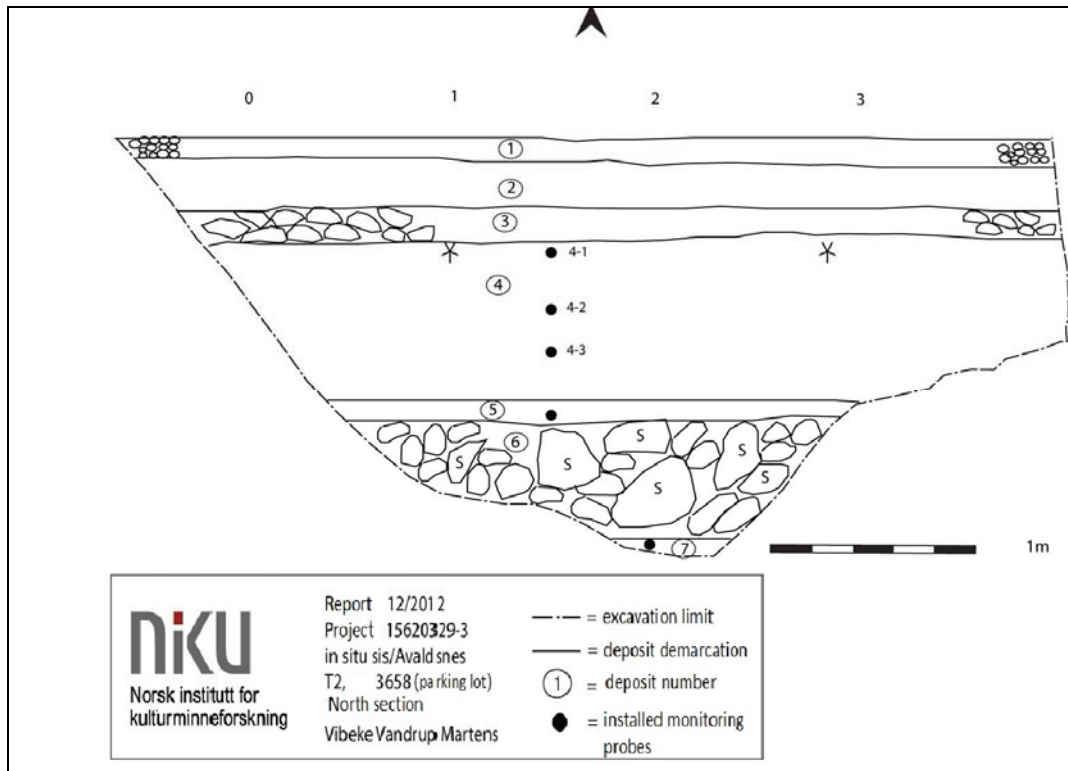 0 1 2 3
1
2
3
4-1
4
4-2
4-3
5
6
S S S S S S
7
1m
NIKU
Norsk institutt for
kulturminneforskning
Report 12/2012
Project 15620329-3
in situ sis/Avald snes
T2, 3658 (parking lot)
North section
Vibeke Vandrup Martens
= excavation limit
= deposit demarcation
1 = deposit number
= installed monitoring
probes